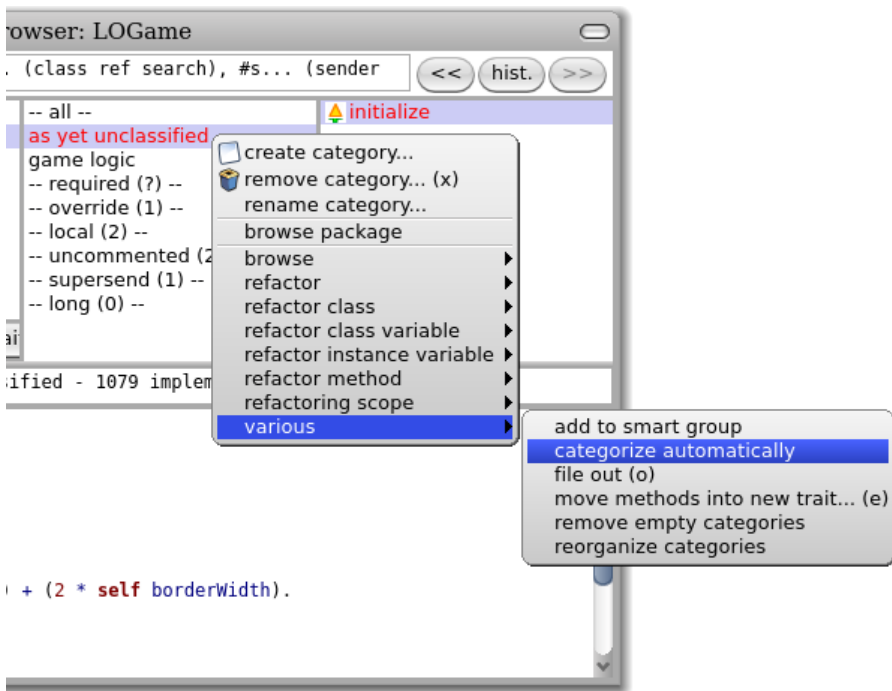 rowser: LOGame
. (class ref search), #s... (sender
<<
hist.
>>
-- all --
as yet unclassified
game logic
-- required (?) --
-- override (1) --
-- local (2) --
-- uncommented (2
-- supersend (1) --
-- long (0) --
initialize
create category...
remove category... (x)
rename category...
browse package
browse
refactor
refactor class
refactor class variable
refactor instance variable
refactor method
refactoring scope
various
add to smart group
categorize automatically
file out (o)
move methods into new trait... (e)
remove empty categories
reorganize categories
ai
sified - 1079 implem
) + (2 * self borderWidth).